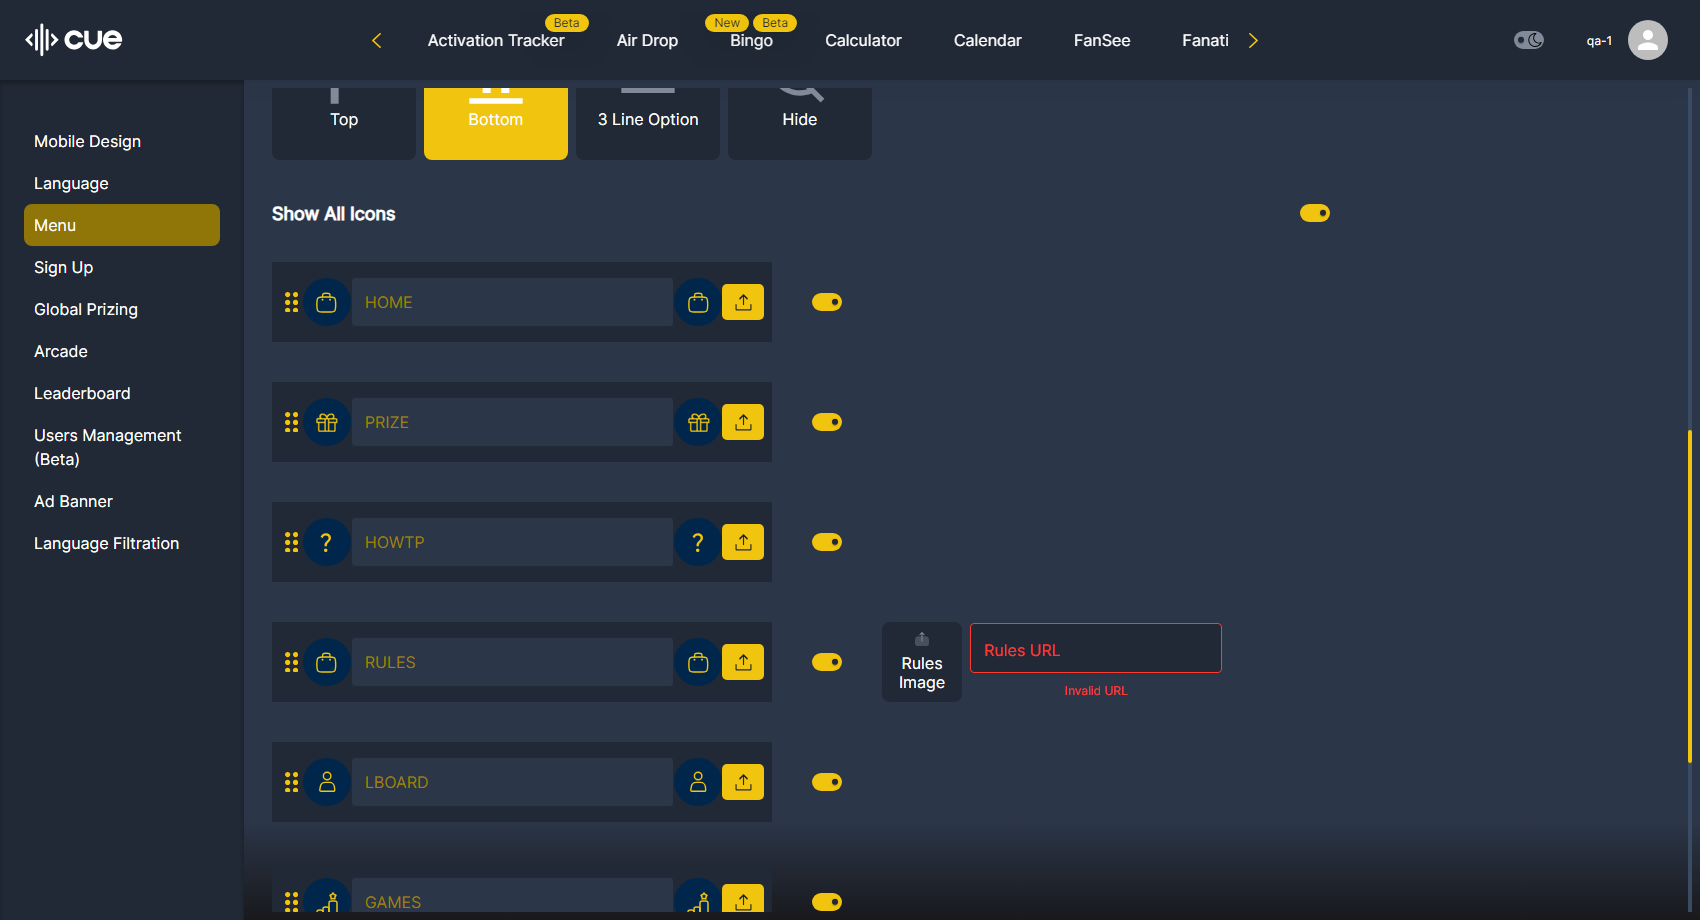 cue
Beta
New
Beta
Activation Tracker
Air Drop
Bingo
Calculator
Calendar
FanSee
Fanati
qa-1
Mobile Design
Language
Menu
Sign Up
Global Prizing
Arcade
Leaderboard
Users Management
(Beta)
Ad Banner
Language Filtration
Top
Bottom
3 Line Option
Hide
Show All Icons
HOME
PRIZE
?
HOWTP
?
RULES
Rules
Image
Rules URL
Invalid URL
LBOARD
GAMES